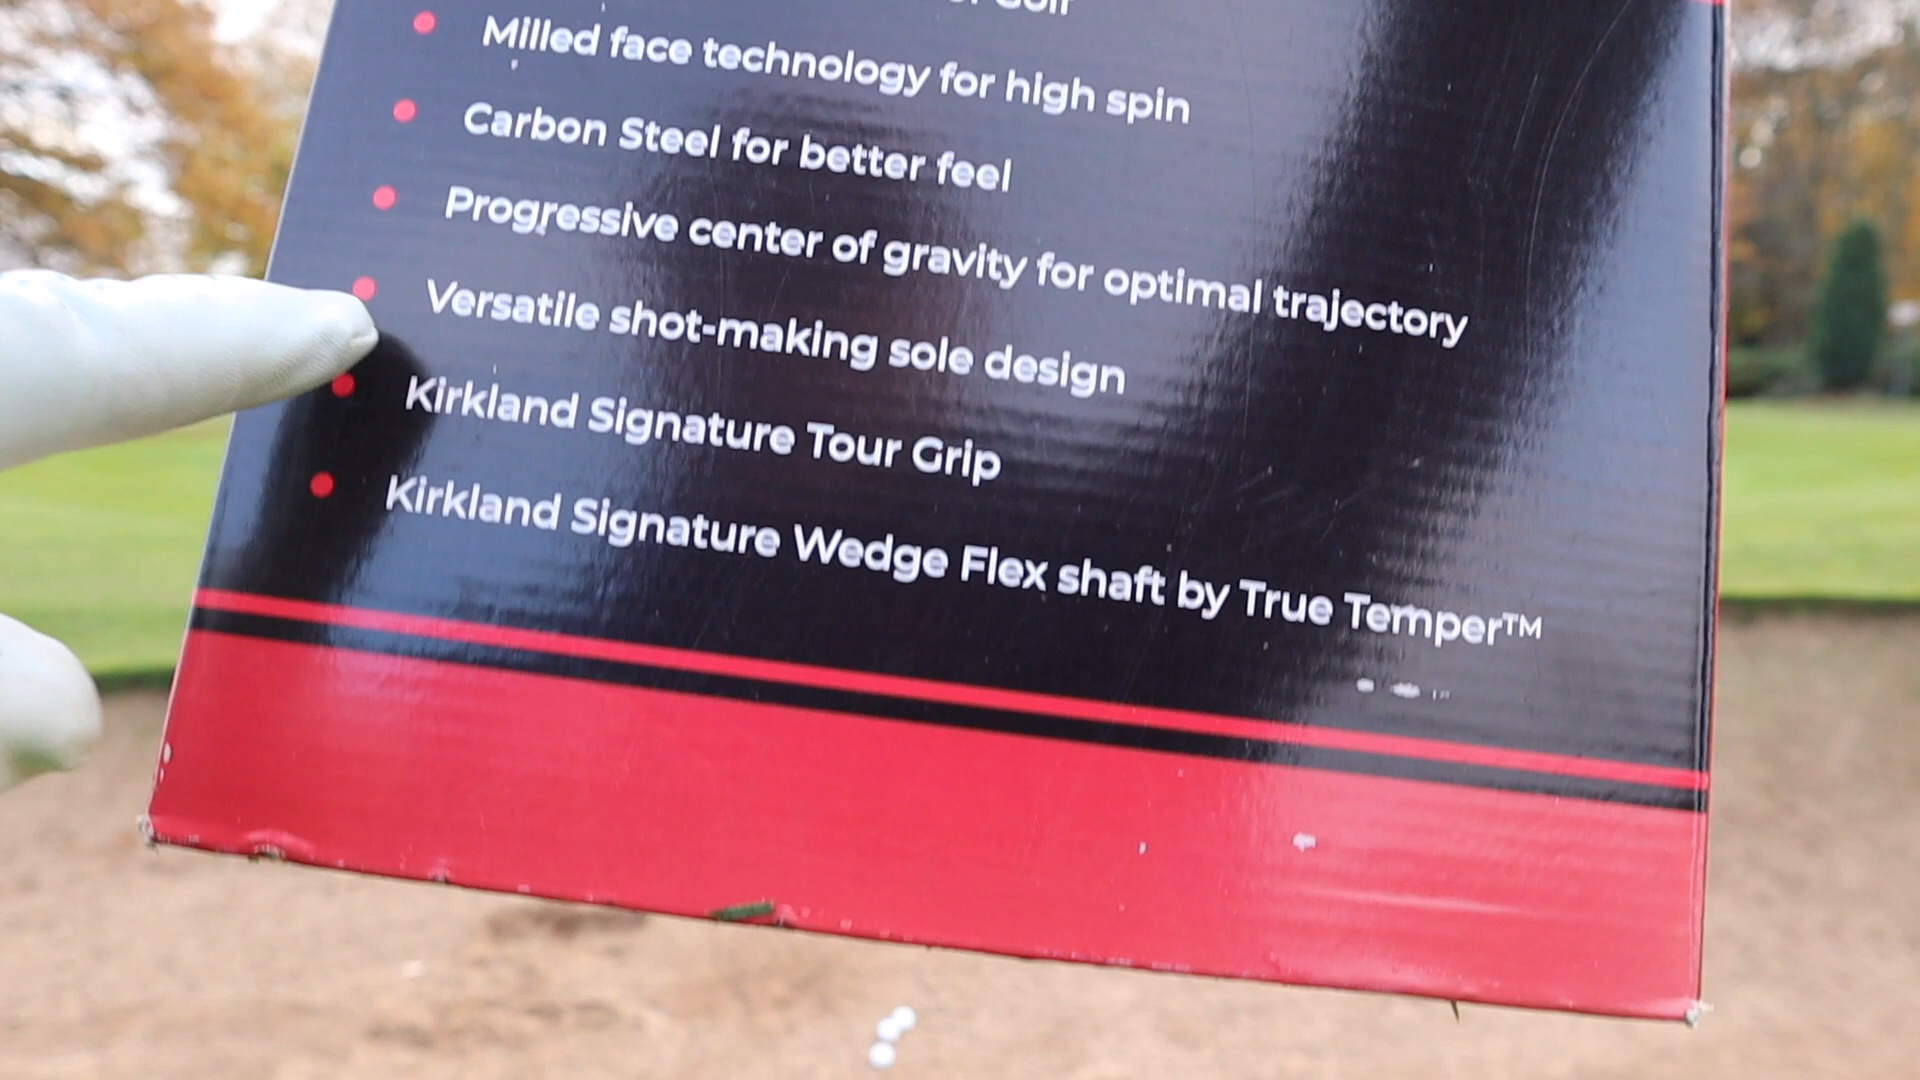 Golf
Milled face technology for high spin
Carbon Steel for better feel
Progressive center of gravity for optimal trajectory
Versatile shot-making sole design
Kirkland Signature Tour Grip
Kirkland Signature Wedge Flex shaft by True Temper™